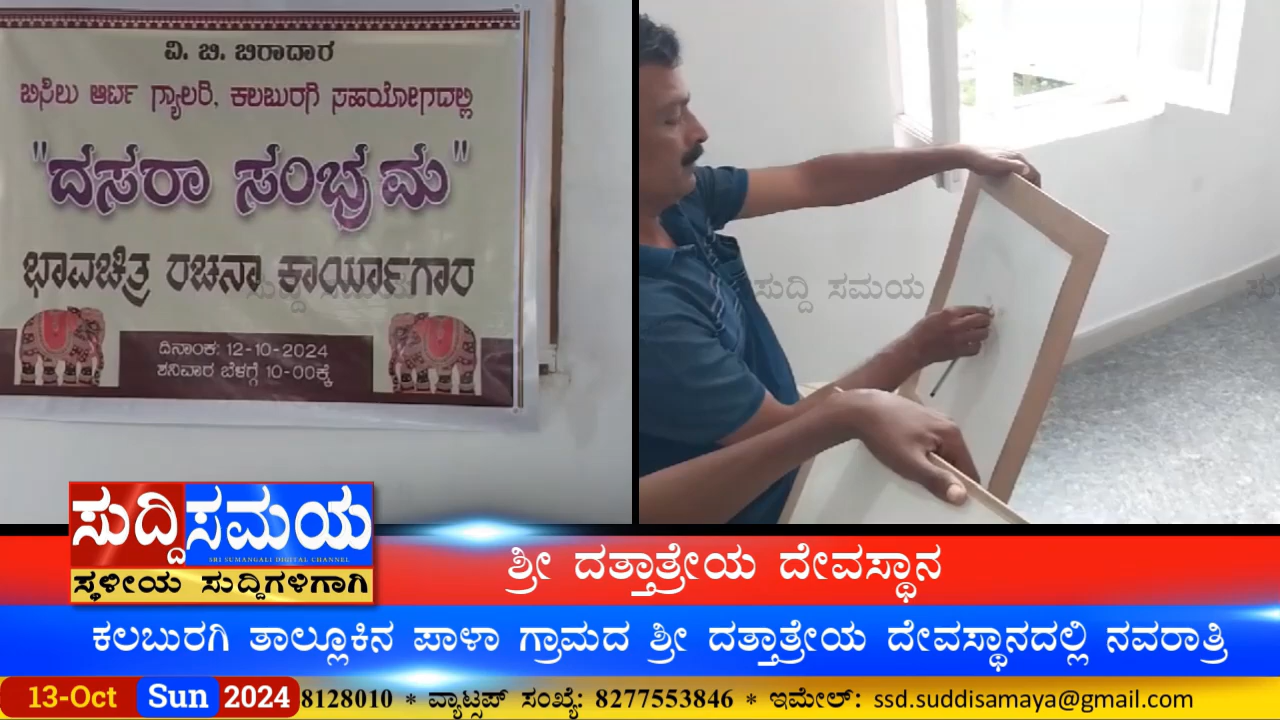 ವಿ. ಬಿ. ಬಿರಾದಾರ
ಬಿಸಿಲು ಆರ್ಟ ಗ್ಯಾಲರಿ, ಕಲಬುರಗಿ ಸಹಯೋಗದಲ್ಲಿ
"ದಸರಾ ಸಂಭ್ರಮ"
ಭಾವಚಿತ್ರ ರಚನಾ ಕಾರ್ಯಾಗಾರ
ದಿನಾಂಕ: 12-10-2024
ಶನಿವಾರ ಬೆಳಗ್ಗೆ 10-00ಕ್ಕೆ
ಸುದ್ದಿ ಸಮಯ
ಸುದ್ದಿ ಸಮಯ
ಸುದ್ದಿ ಸಮಯ
SRI SUMANGALI DIGITAL CHANNEL
ಸ್ಥಳೀಯ ಸುದ್ದಿಗಳಿಗಾಗಿ
ಶ್ರೀ ದತ್ತಾತ್ರೇಯ ದೇವಸ್ಥಾನ
ಕಲಬುರಗಿ ತಾಲ್ಲೂಕಿನ ಪಾಳಾ ಗ್ರಾಮದ ಶ್ರೀ ದತ್ತಾತ್ರೇಯ ದೇವಸ್ಥಾನದಲ್ಲಿ ನವರಾತ್ರಿ
13-Oct Sun 2024 8128010 * ವ್ಯಾಟ್ಸಪ್ ಸಂಖ್ಯೆ: 8277553846 * ಇಮೇಲ್: ssd.suddisamaya@gmail.com